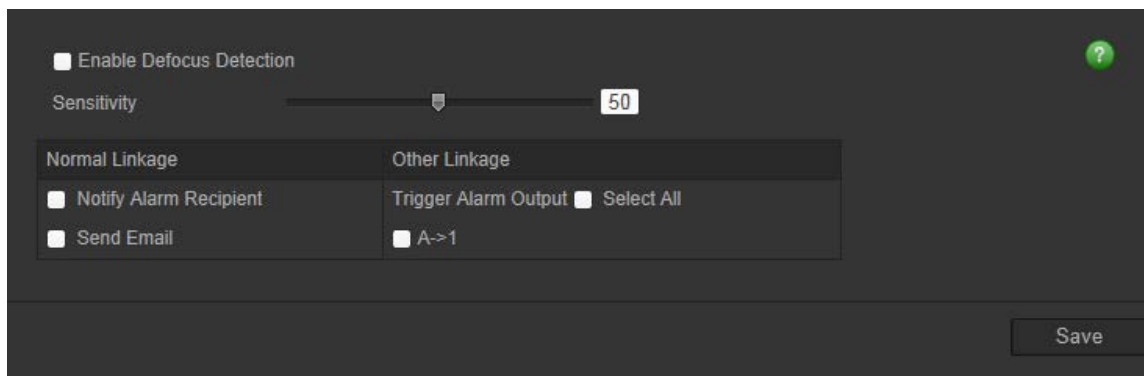 Enable Defocus Detection
?
Sensitivity 50
Normal Linkage Other Linkage
Notify Alarm Recipient Trigger Alarm Output Select All
Send Email A->1
Save